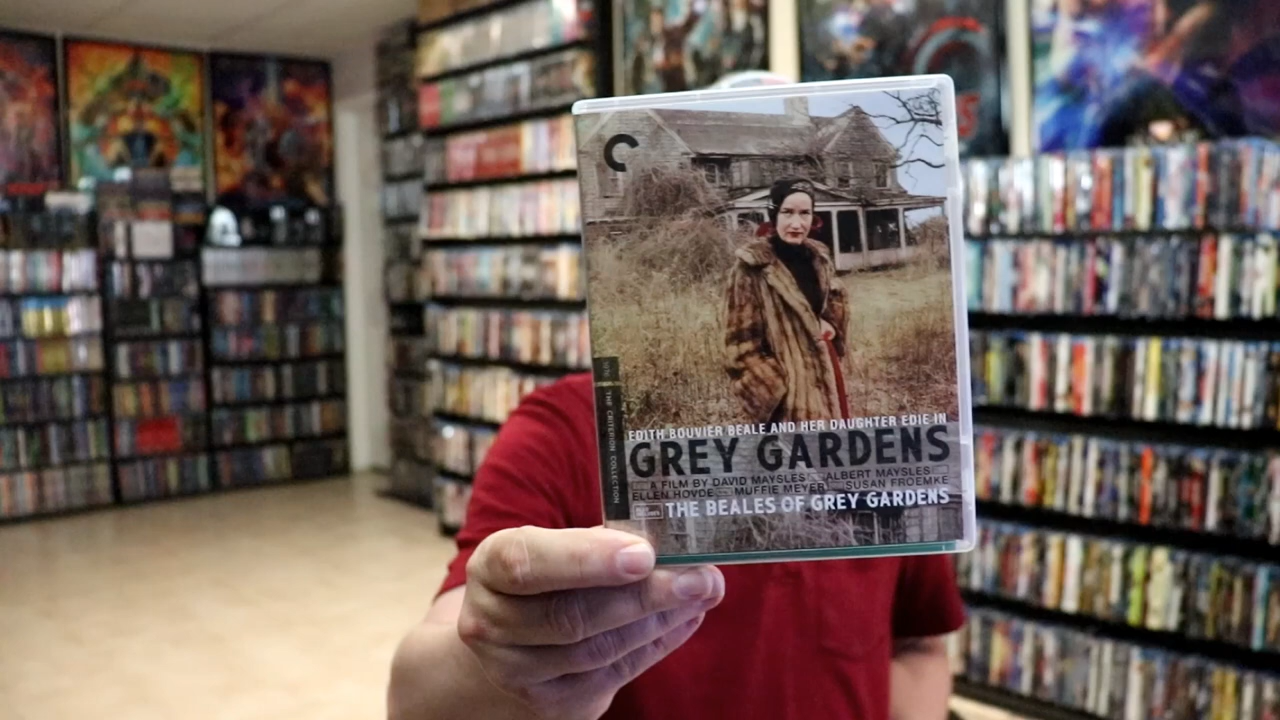 EDITH BOUVIER BEALE AND HER DAUGHTER EDIE IN
GREY GARDENS
A FILM BY DAVID MAYSLES ALBERT MAYSLES
ELLEN HOVDE MUFFIE MEYER SUSAN FROEMKE
THE BEALES OF GREY GARDENS
THE CRITERION COLLECTION